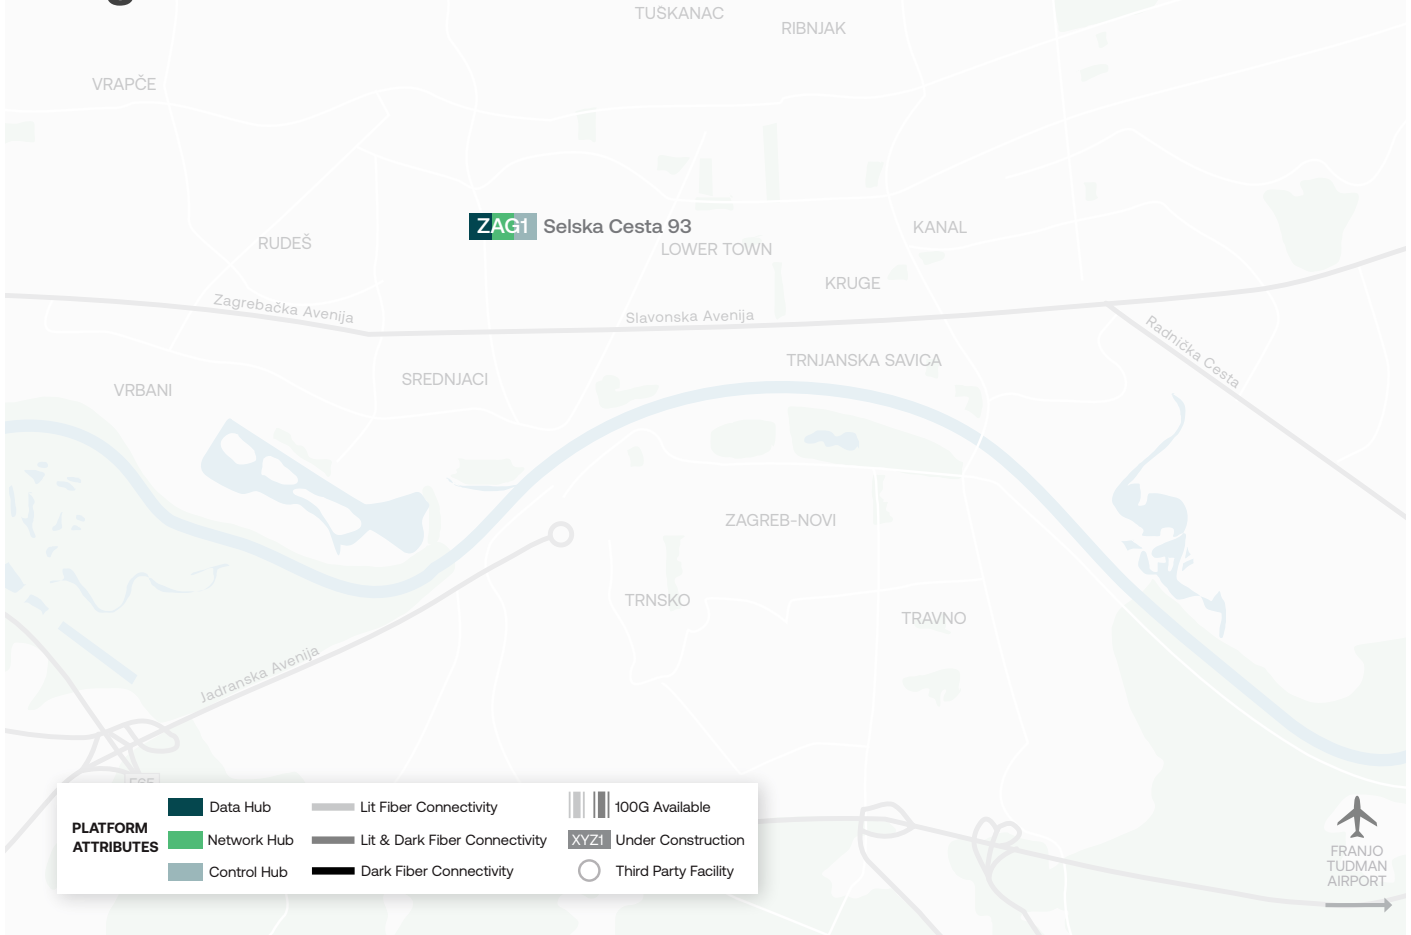 TUŠKANAC
RIBNJAK
VRAPČE
ZAG1 Selska Cesta 93
RUDEŠ
LOWER TOWN
KANAL
KRUGE
Zagrebačka Avenija
Slavonska Avenija
Radnička Cesta
TRNJANSKA SAVICA
SREDNJACI
VRBANI
ZAGREB-NOVI
TRNSKO
TRAVNO
Jadranska Avenija
PLATFORM
ATTRIBUTES
Data Hub
Network Hub
Control Hub
Lit Fiber Connectivity
Lit & Dark Fiber Connectivity
Dark Fiber Connectivity
100G Available
XYZ1 Under Construction
Third Party Facility
FRANJO
TUDMAN
AIRPORT